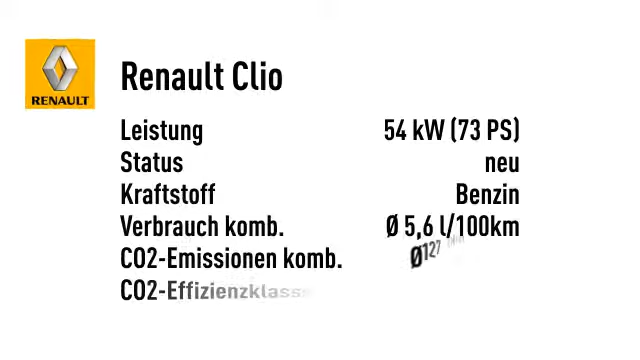 RENAULT
Renault Clio
Leistung 54 kW (73 PS)
Status neu
Kraftstoff Benzin
Verbrauch komb. Ø 5,6 l/100km
CO2-Emissionen komb. Ø127
CO2-Effizienzklasse